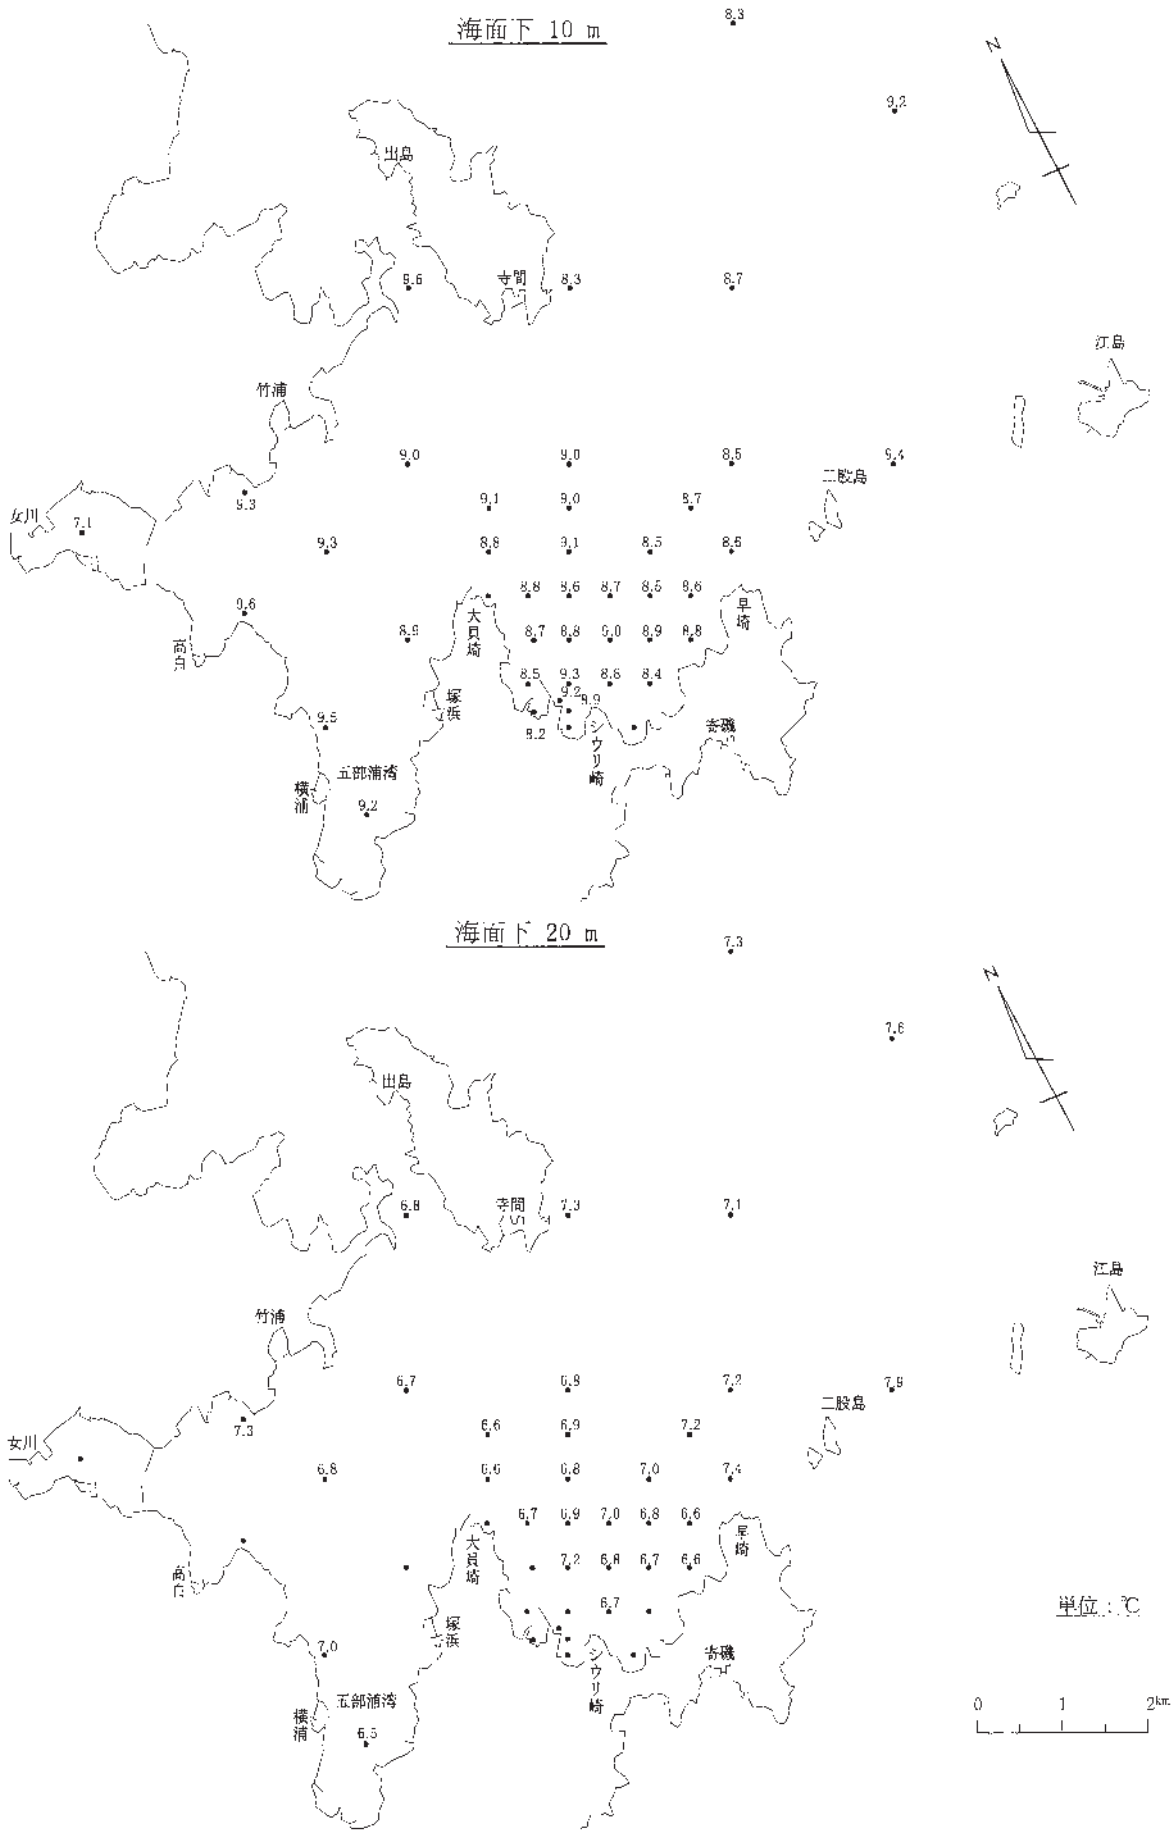 海面下 10 m
8.3
N
9.2
出島
9.6
寺間
8.3
8.7
江島
竹浦
9.0
9.0
8.5
9.4
二股島
9.3
9.1
9.0
8.7
女川
7.1
9.3
8.8
9.1
8.5
8.8
8.6
8.7
8.5
8.6
早埼
9.6
大貝埼
高白
8.7
8.8
9.0
8.9
8.8
8.5
9.3
8.4
塚浜
9.2
8.9
9.5
8.2
シウリ崎
寄磯
五部浦湾
横浦
9.2
海面下 20 m
7.3
N
7.6
出島
6.8
寺間
7.3
7.1
江島
竹浦
6.7
6.8
7.2
7.9
二股島
7.3
6.6
6.9
7.2
女川
6.8
6.6
6.8
7.0
7.4
6.7
6.9
7.0
6.8
6.6
早埼
大貝埼
高白
7.2
6.8
6.7
6.6
6.7
単位:℃
塚浜
7.0
シウリ崎
寄磯
五部浦湾
横浦
6.5
0 1 2km